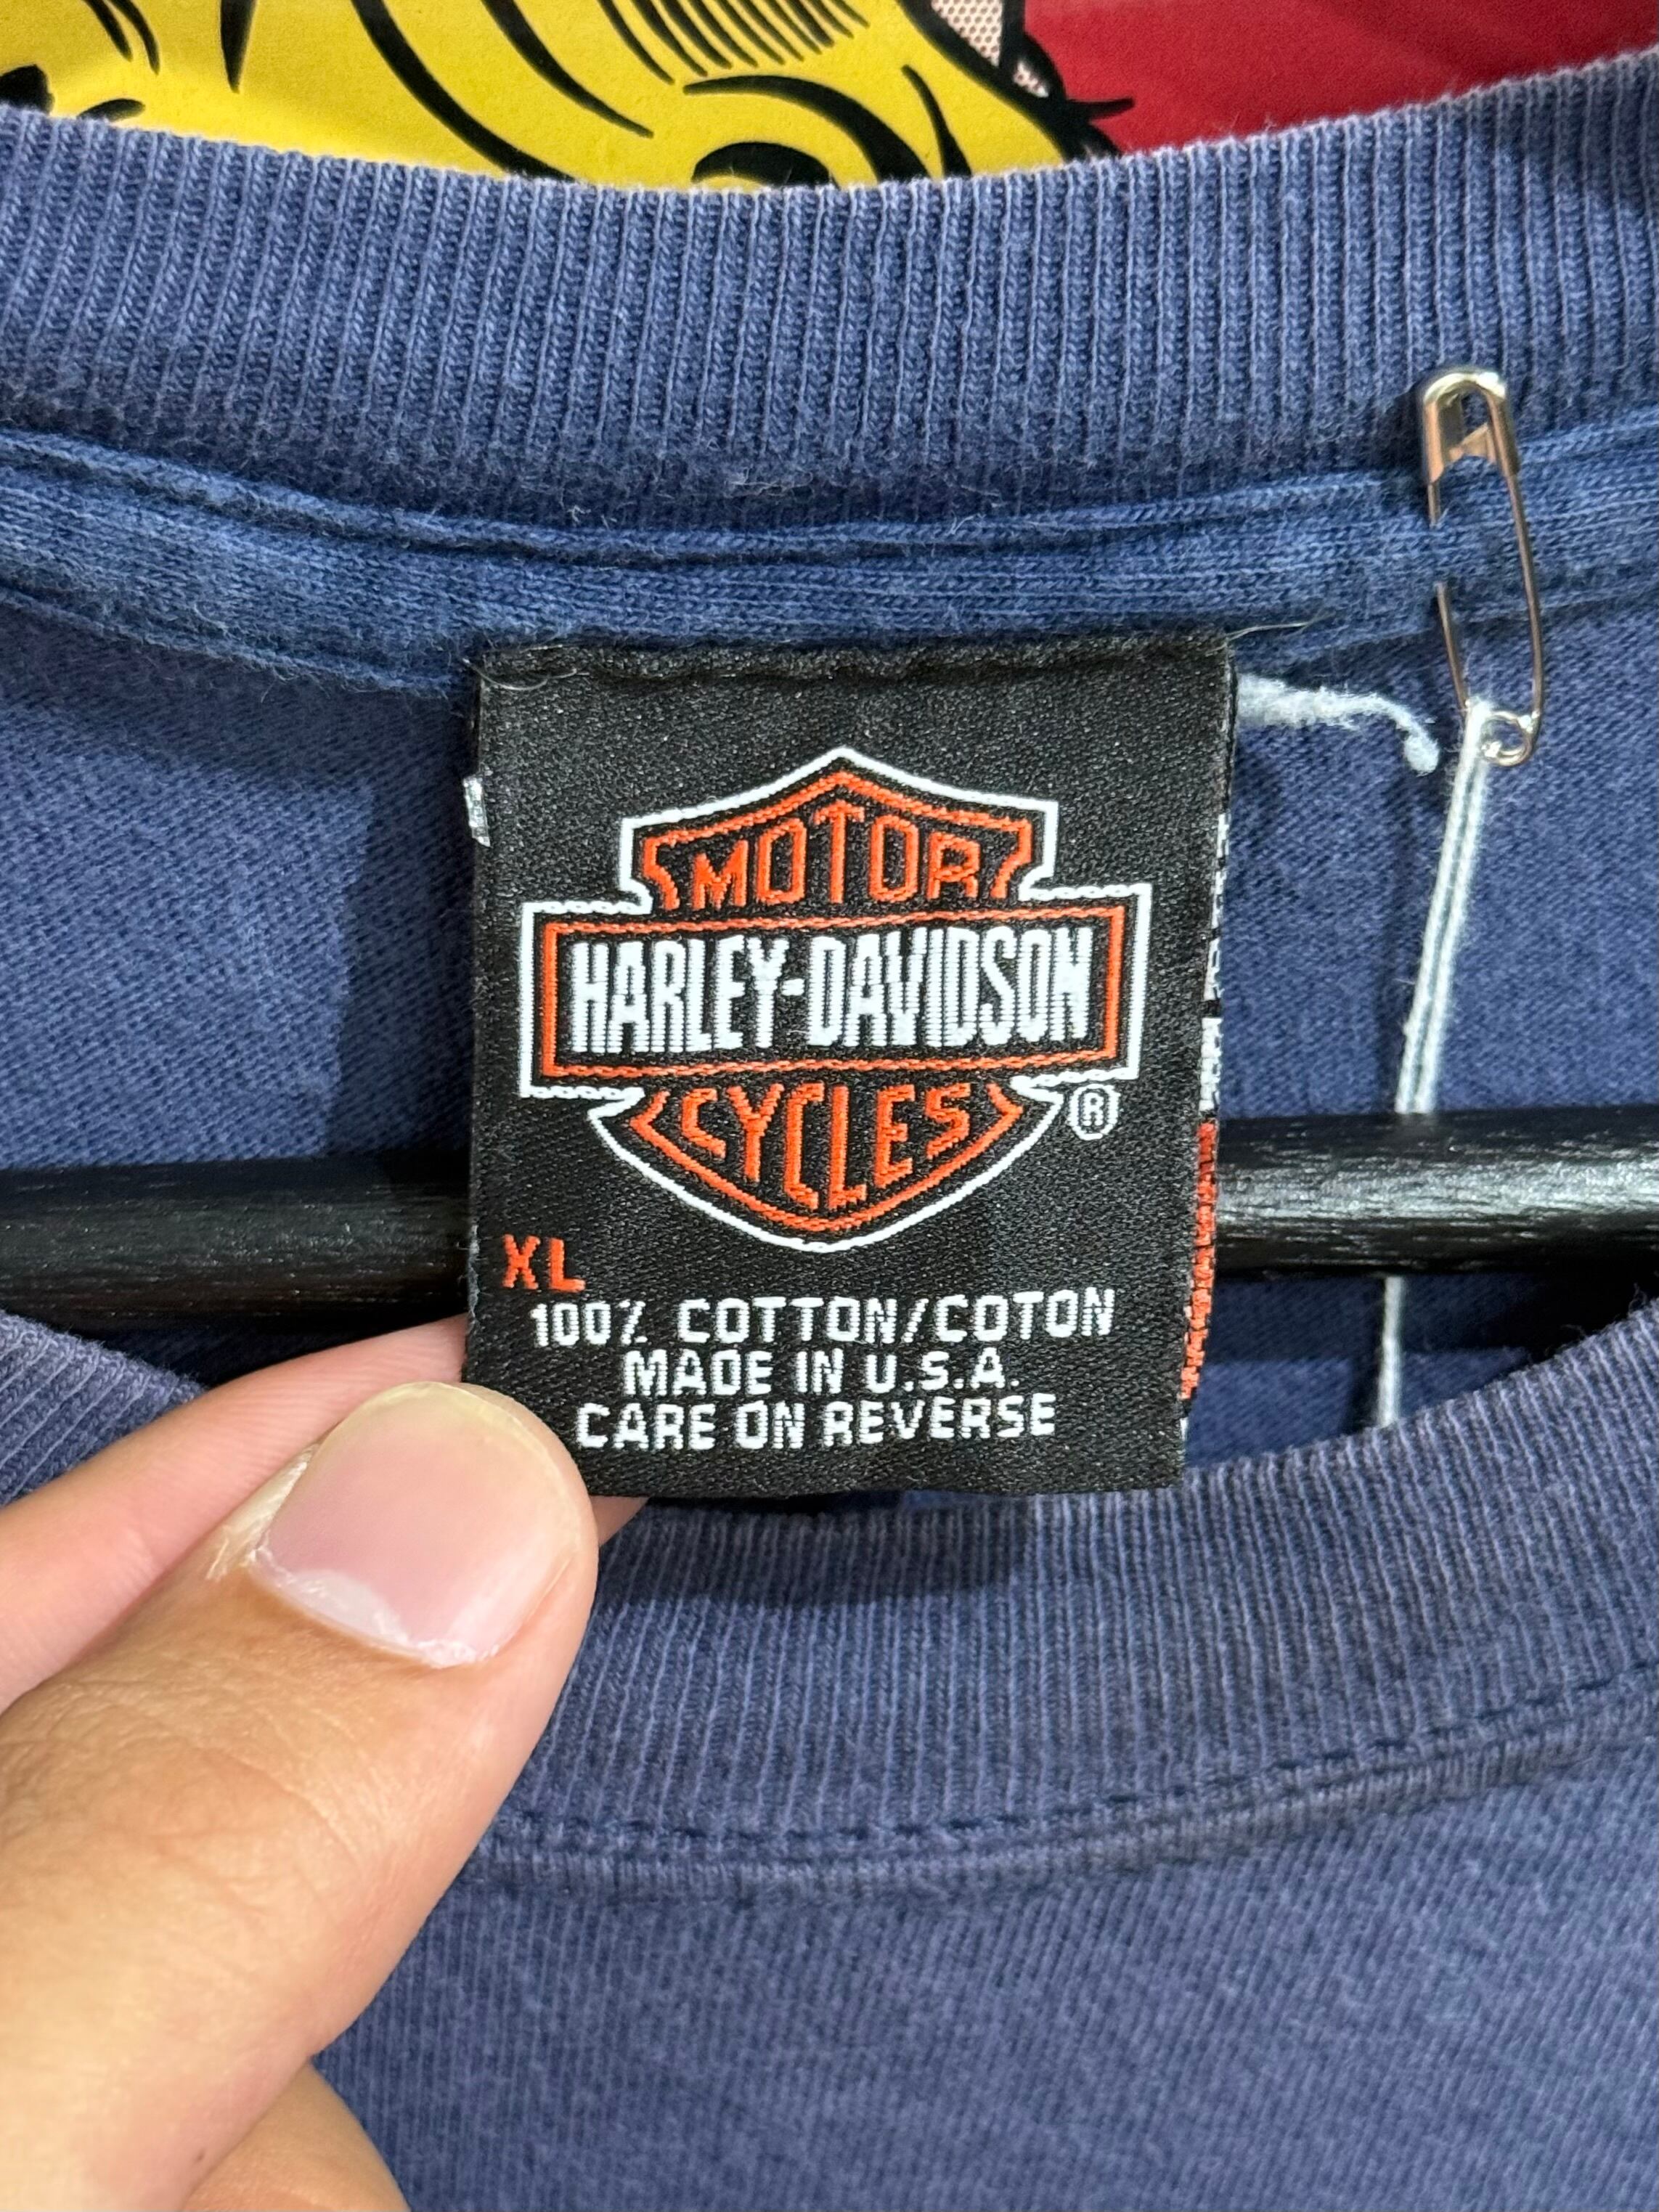 MOTOR
HARLEY-DAVIDSON
CYCLES
®
XL
100% COTTON/COTON
MADE IN U.S.A.
CARE ON REVERSE